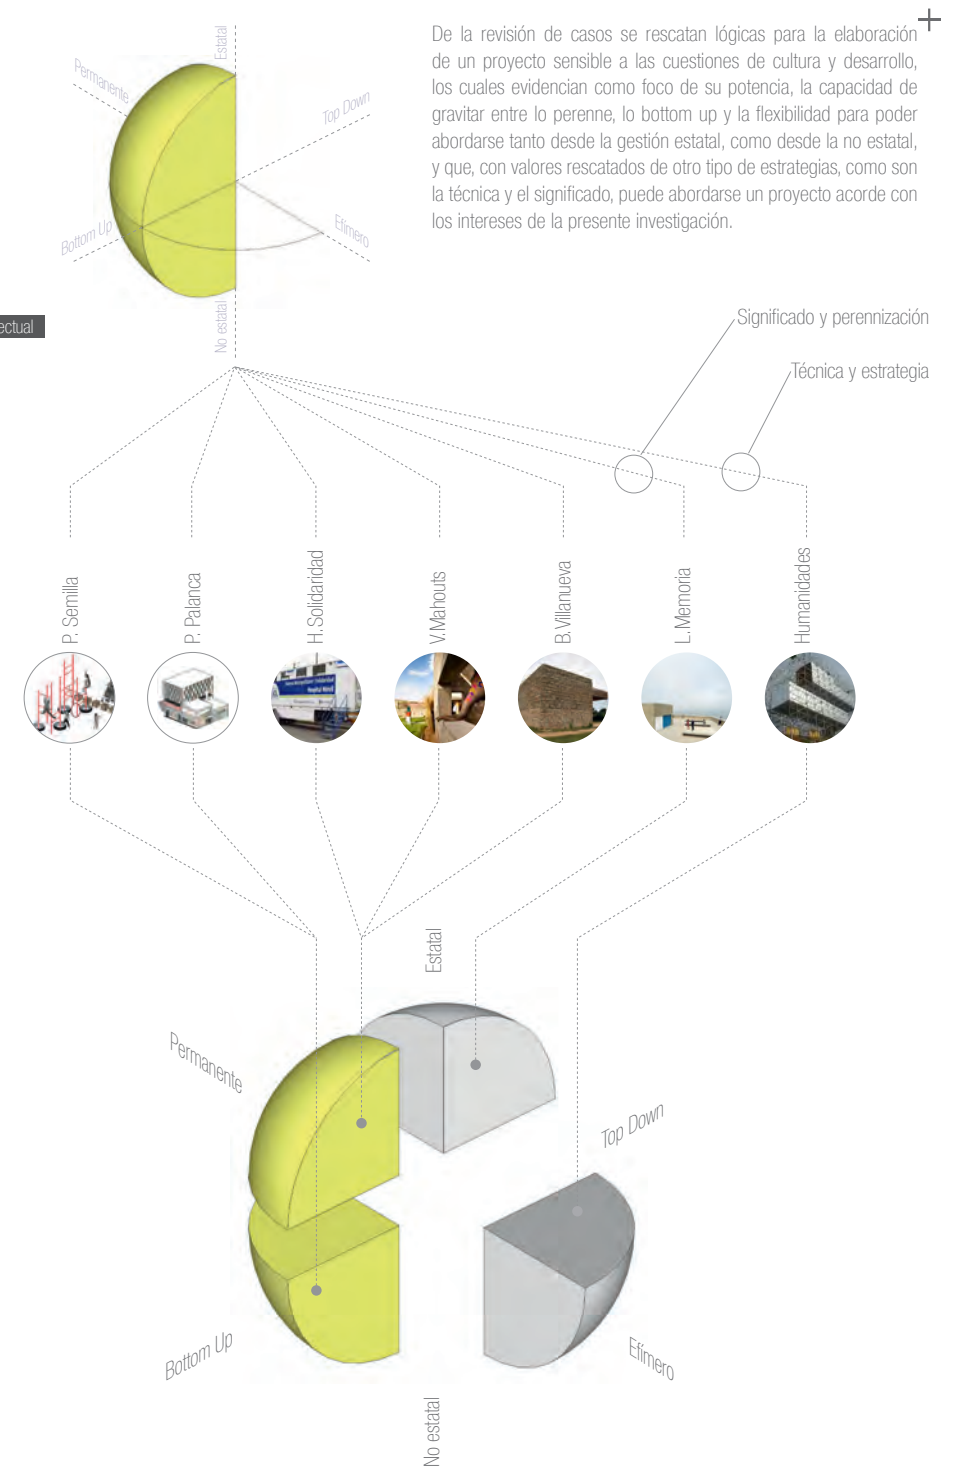 De la revisión de casos se rescatan lógicas para la elaboración
de un proyecto sensible a las cuestiones de cultura y desarrollo,
los cuales evidencian como foco de su potencia, la capacidad de
gravitar entre lo perenne, lo bottom up y la flexibilidad para poder
abordarse tanto desde la gestión estatal, como desde la no estatal,
y que, con valores rescatados de otro tipo de estrategias, como son
la técnica y el significado, puede abordarse un proyecto acorde con
los intereses de la presente investigación.
Estatal
Permanente
Top Down
Bottom Up
Efímero
No estatal
ectual
Significado y perennización
Técnica y estrategia
P. Semilla
P. Palanca
H.Solidaridad
V.Mahouts
B.Villanueva
L.Memoria
Humanidades
Hospital Móvil
Estatal
Permanente
Top Down
Bottom Up
Efímero
No estatal